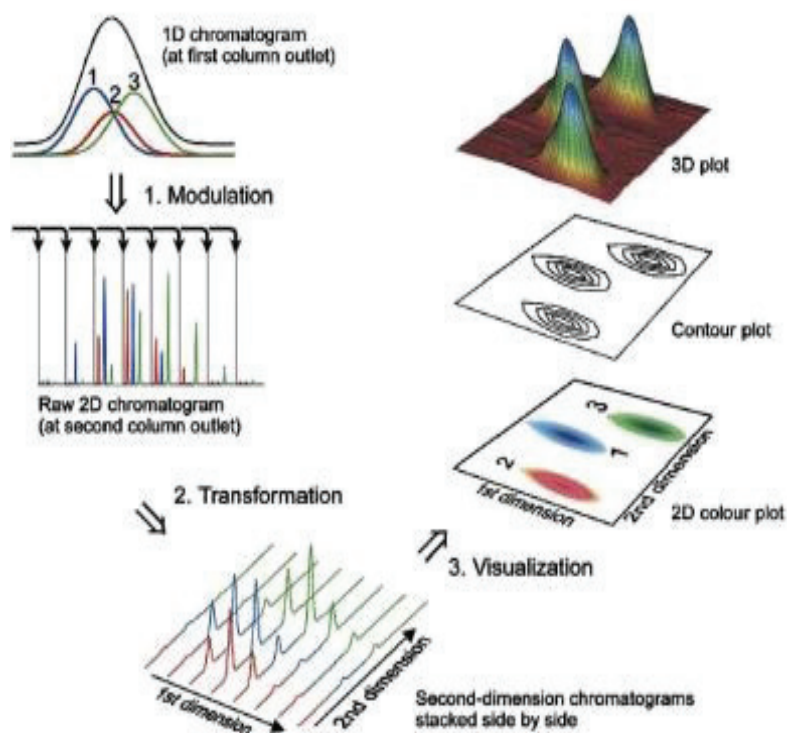 1D chromatogram
(at first column outlet)
1
2
3
1. Modulation
Raw 2D chromatogram
(at second column outlet)
2. Transformation
1st dimension
2nd dimension
Second-dimension chromatograms
stacked side by side
3. Visualization
3D plot
Contour plot
3
1
2
1st dimension
2nd dimension
2D colour plot